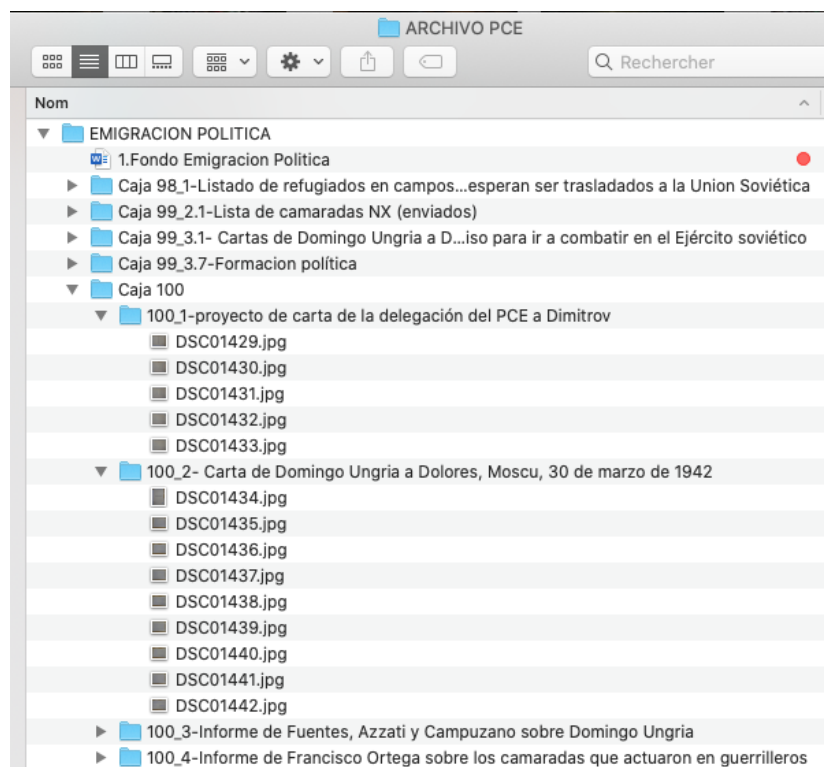 ARCHIVO PCE
Rechercher
Nom
EMIGRACION POLITICA
1.Fondo Emigracion Politica
Caja 98_1-Listado de refugiados en campos...esperan ser trasladados a la Union Soviética
Caja 99_2.1-Lista de camaradas NX (enviados)
Caja 99_3.1- Cartas de Domingo Ungria a D...iso para ir a combatir en el Ejército soviético
Caja 99_3.7-Formacion política
Caja 100
100_1-proyecto de carta de la delegación del PCE a Dimitrov
DSC01429.jpg
DSC01430.jpg
DSC01431.jpg
DSC01432.jpg
DSC01433.jpg
100_2- Carta de Domingo Ungria a Dolores, Moscu, 30 de marzo de 1942
DSC01434.jpg
DSC01435.jpg
DSC01436.jpg
DSC01437.jpg
DSC01438.jpg
DSC01439.jpg
DSC01440.jpg
DSC01441.jpg
DSC01442.jpg
100_3-Informe de Fuentes, Azzati y Campuzano sobre Domingo Ungria
100_4-Informe de Francisco Ortega sobre los camaradas que actuaron en guerrilleros